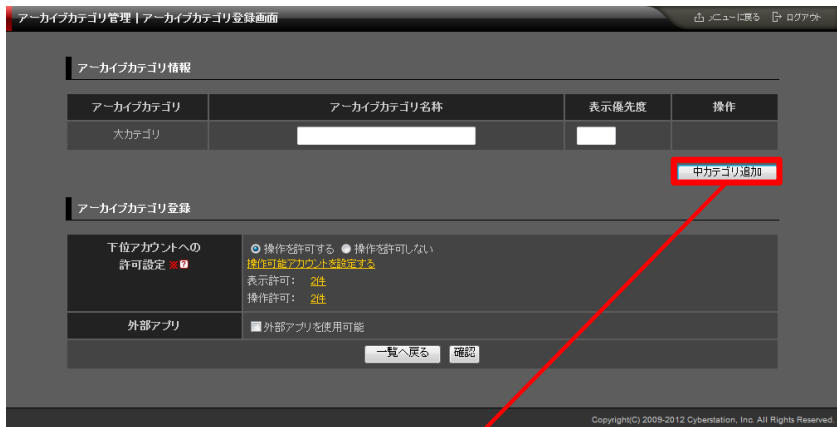 アーカイブカテゴリ管理 | アーカイブカテゴリ登録画面 メニューに戻る ログアウト
アーカイブカテゴリ情報
アーカイブカテゴリ アーカイブカテゴリ名称 表示優先度 操作
大カテゴリ
中カテゴリ追加
アーカイブカテゴリ登録
下位アカウントへの
許可設定 ※?
操作を許可する 操作を許可しない
操作可能アカウントを設定する
表示許可: 2件
操作許可: 2件
外部アプリ 外部アプリを使用可能
一覧へ戻る 確認
Copyright(C) 2009-2012 Cyberstation, Inc. All Rights Reserved.